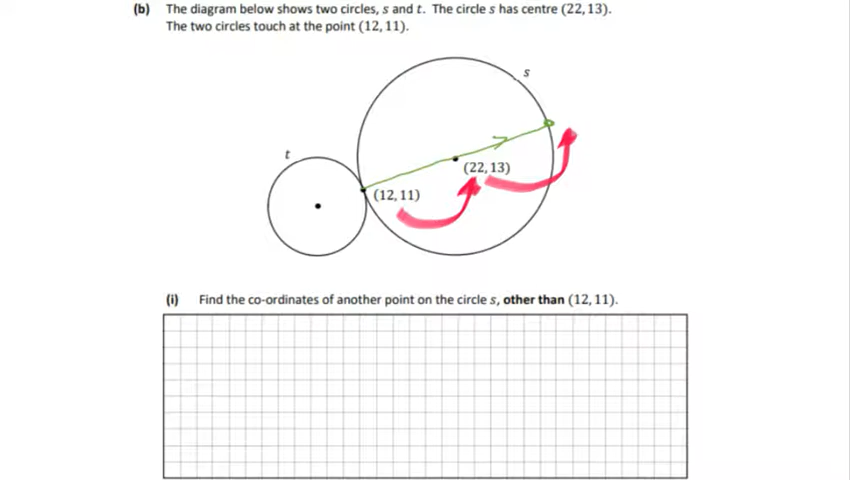 (b) The diagram below shows two circles, s and t. The circle s has centre (22, 13).
The two circles touch at the point (12, 11).
s
t
(22, 13)
(12, 11)
(i) Find the co-ordinates of another point on the circle s, other than (12, 11).